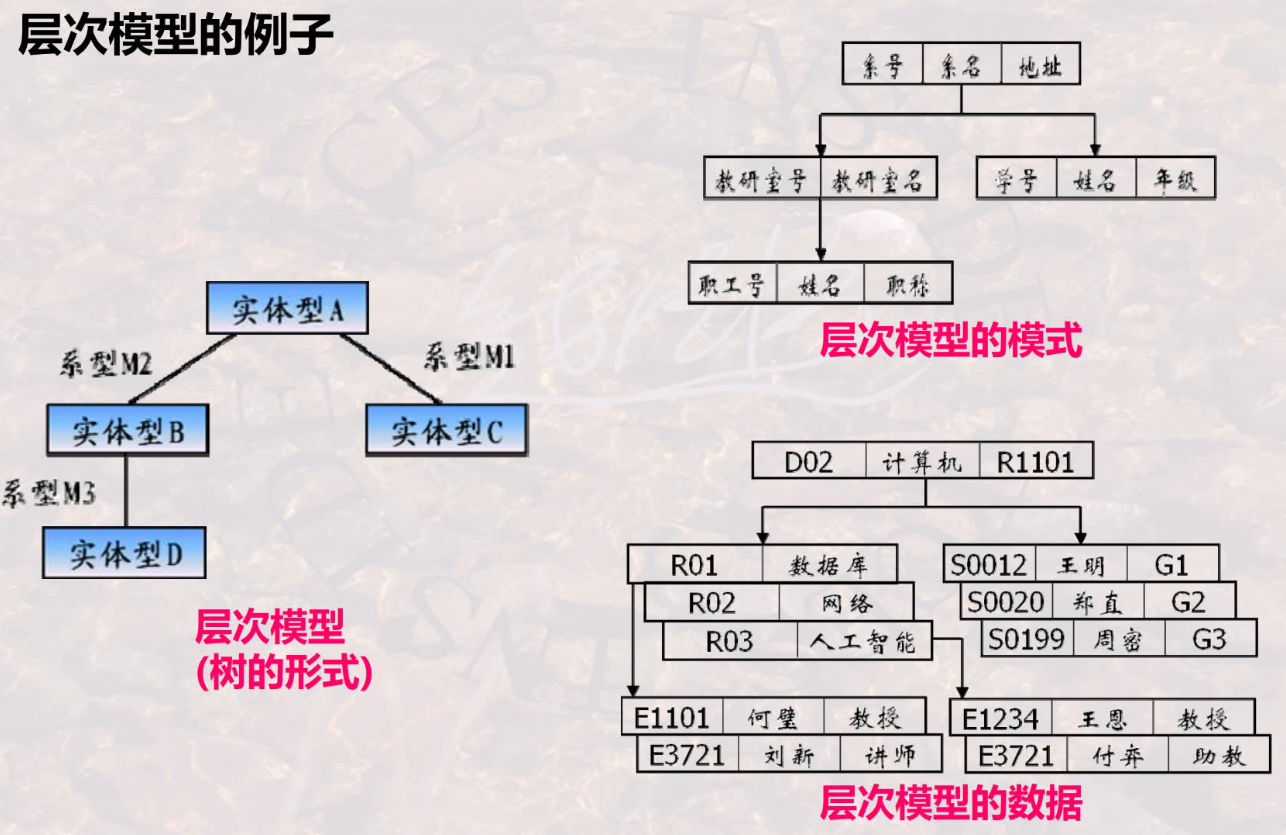 层次模型的例子
系号 系名 地址
教研室号 教研室名 学号 姓名 年级
职工号 姓名 职称
层次模型的模式
实体型A
系型M2 系型M1
实体型B 实体型C
系型M3
实体型D
层次模型
(树的形式)
D02 计算机 R1101
R01 数据库 S0012 王明 G1
R02 网络 S0020 郑直 G2
R03 人工智能 S0199 周密 G3
E1101 何璧 教授 E1234 王恩 教授
E3721 刘新 讲师 E3721 付弈 助教
层次模型的数据